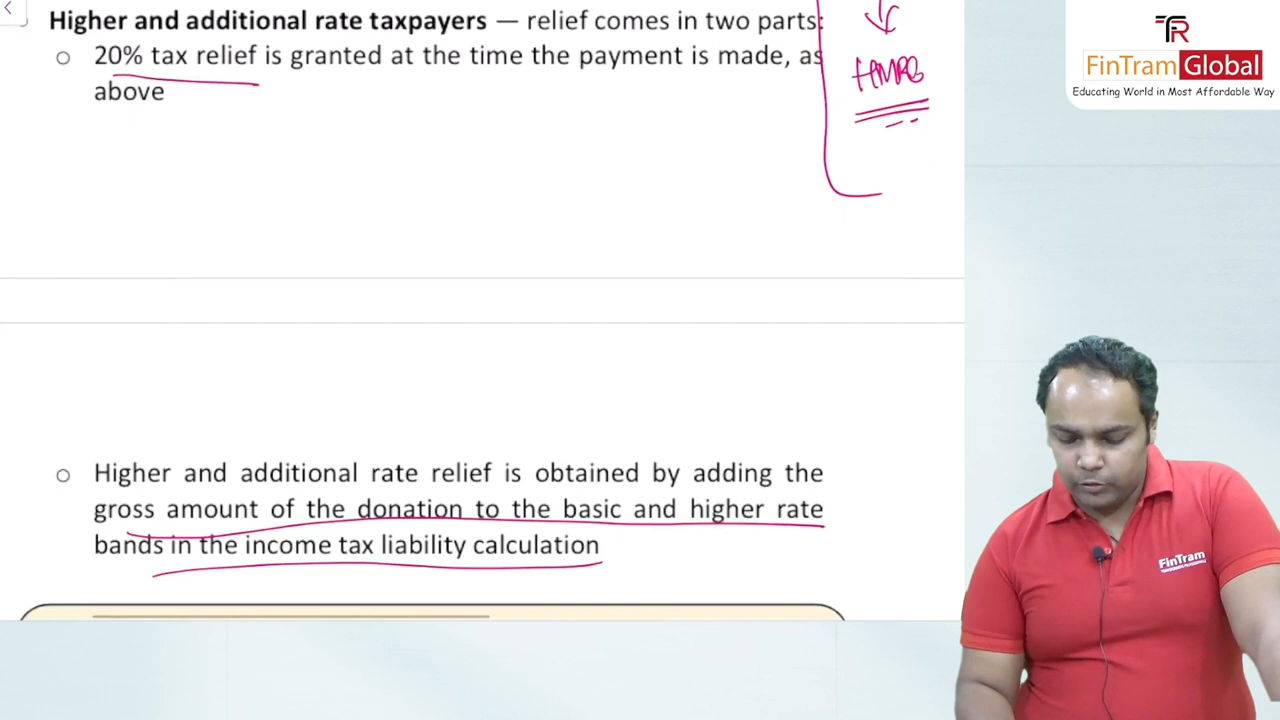 Higher and additional rate taxpayers — relief comes in two parts:
20% tax relief is granted at the time the payment is made, as
above
HMRC
Higher and additional rate relief is obtained by adding the
gross amount of the donation to the basic and higher rate
bands in the income tax liability calculation
FinTram Global
Educating World in Most Affordable Way
FinTram